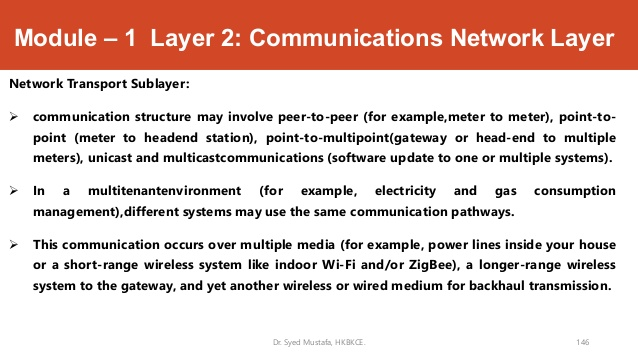 Module – 1 Layer 2: Communications Network Layer
Network Transport Sublayer:
➢ communication structure may involve peer-to-peer (for example,meter to meter), point-to-
point (meter to headend station), point-to-multipoint(gateway or head-end to multiple
meters), unicast and multicastcommunications (software update to one or multiple systems).
➢ In a multitenantenvironment (for example, electricity and gas consumption
management),different systems may use the same communication pathways.
➢ This communication occurs over multiple media (for example, power lines inside your house
or a short-range wireless system like indoor Wi-Fi and/or ZigBee), a longer-range wireless
system to the gateway, and yet another wireless or wired medium for backhaul transmission.
Dr. Syed Mustafa, HKBKCE. 146